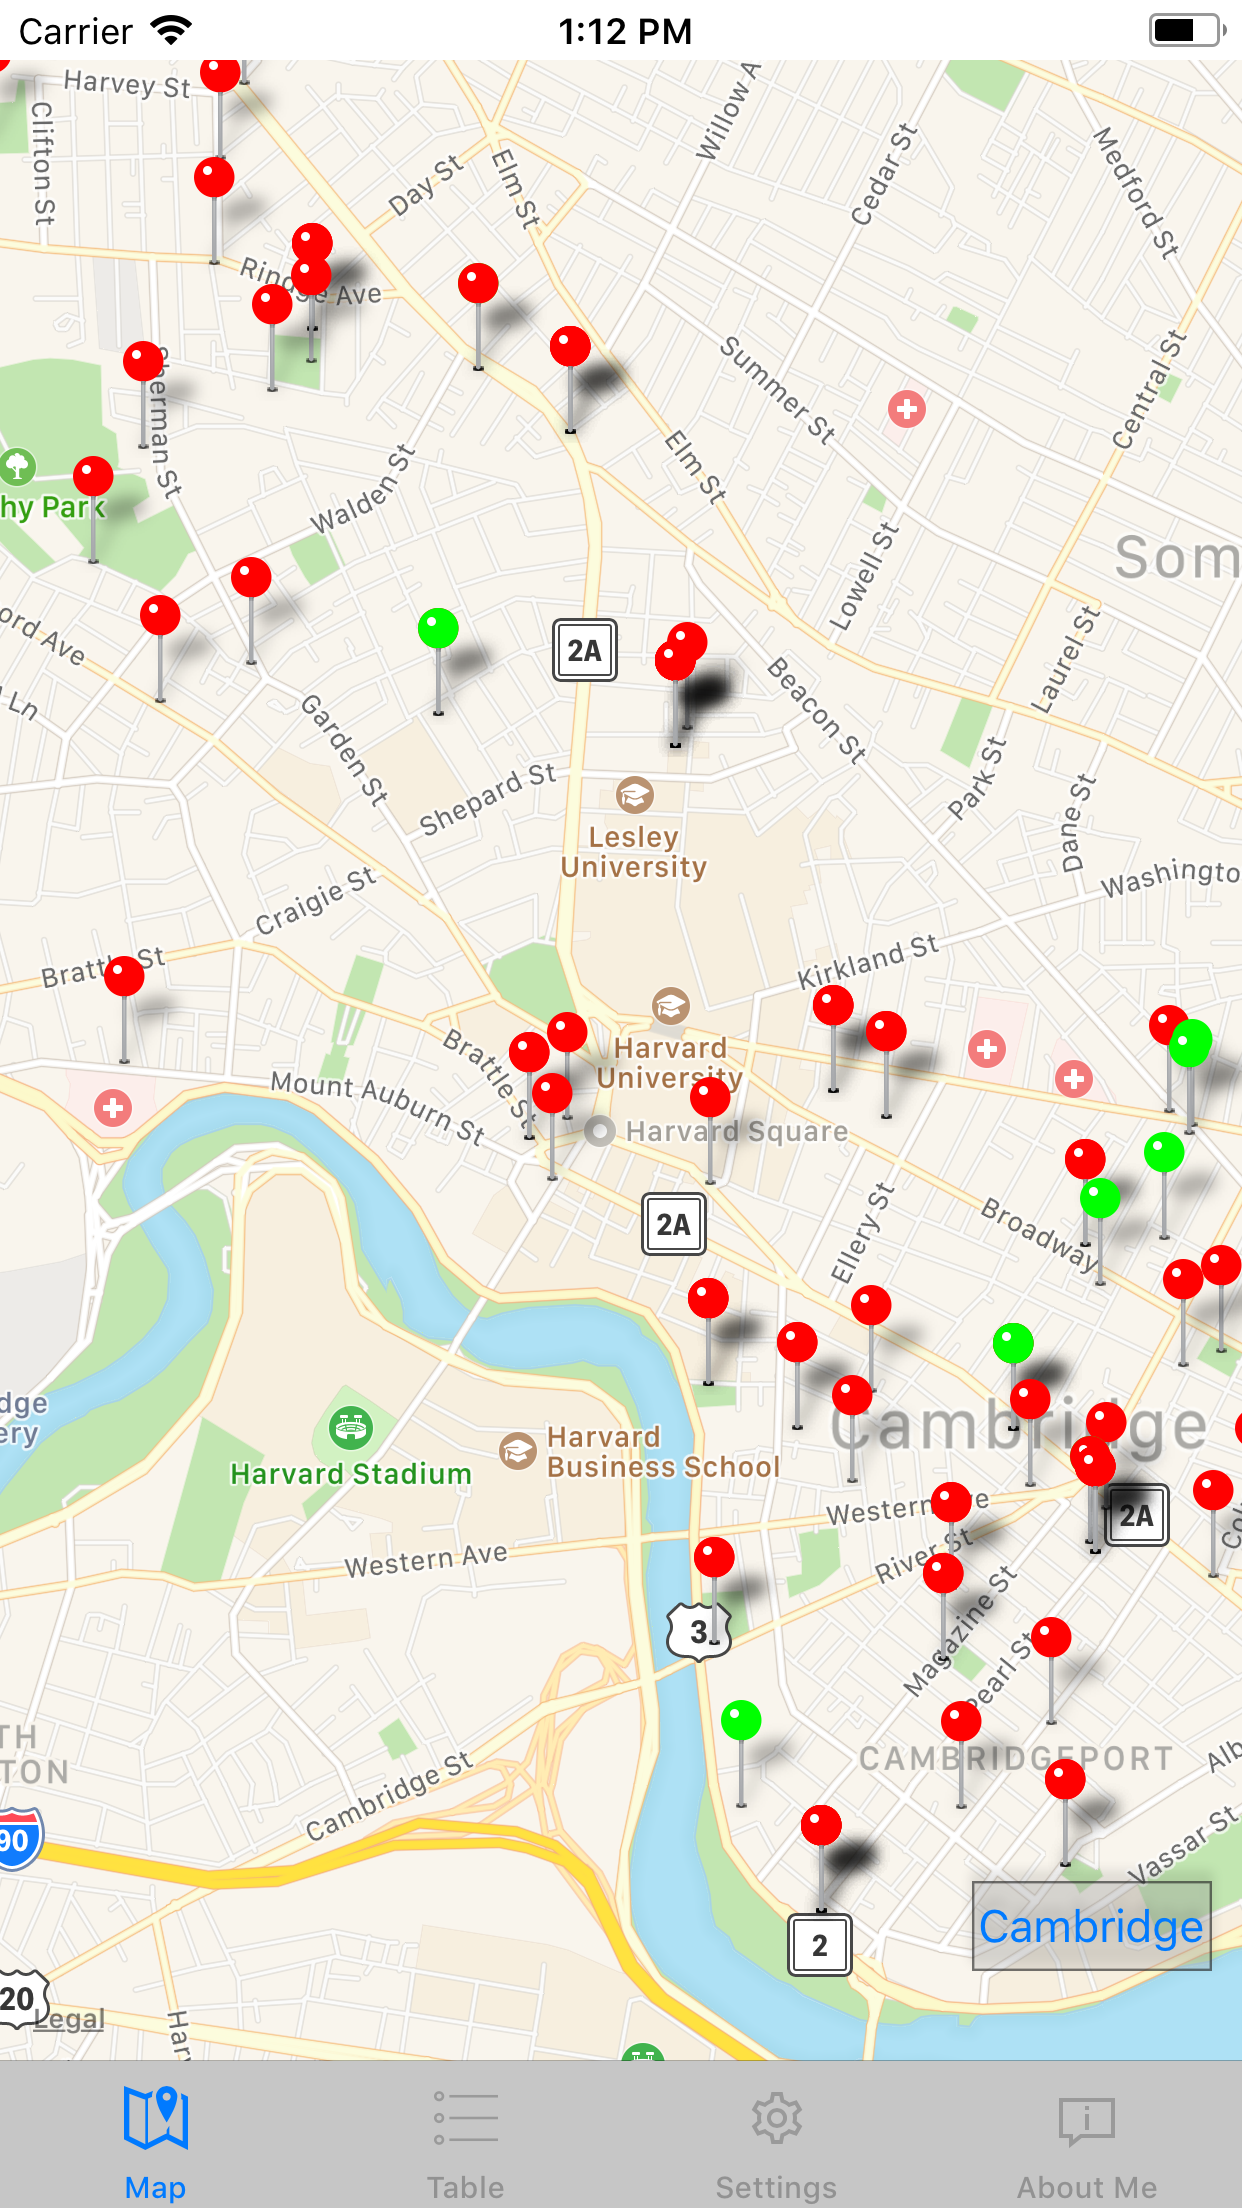 Carrier
1:12 PM
Harvey St
Clifton St
Willow A
Cedar St
Medford St
Day St
Elm St
Ave
Summer St
Central St
Elm St
Walden St
hy Park
Som
Lowell St
ord Ave
Ln
2A
Laurel St
Beacon St
Garden St
Park St
Shepard St
Dane St
Lesley
University
Washingto
Craigie St
Kirkland St
Brattle St
Harvard
University
Brattle St
Mount Auburn St
Harvard Square
2A
Ellery St
Broadway
dge
ery
Cambridge
Harvard
Business School
Harvard Stadium
Western Ave
2A
Western Ave
River St
3
Magazine St
Pearl St
TH
TON
CAMBRIDGEPORT
Alb
Cambridge St
90
Vassar St
Cambridge
2
20
Legal
Har
Map
Table
Settings
About Me